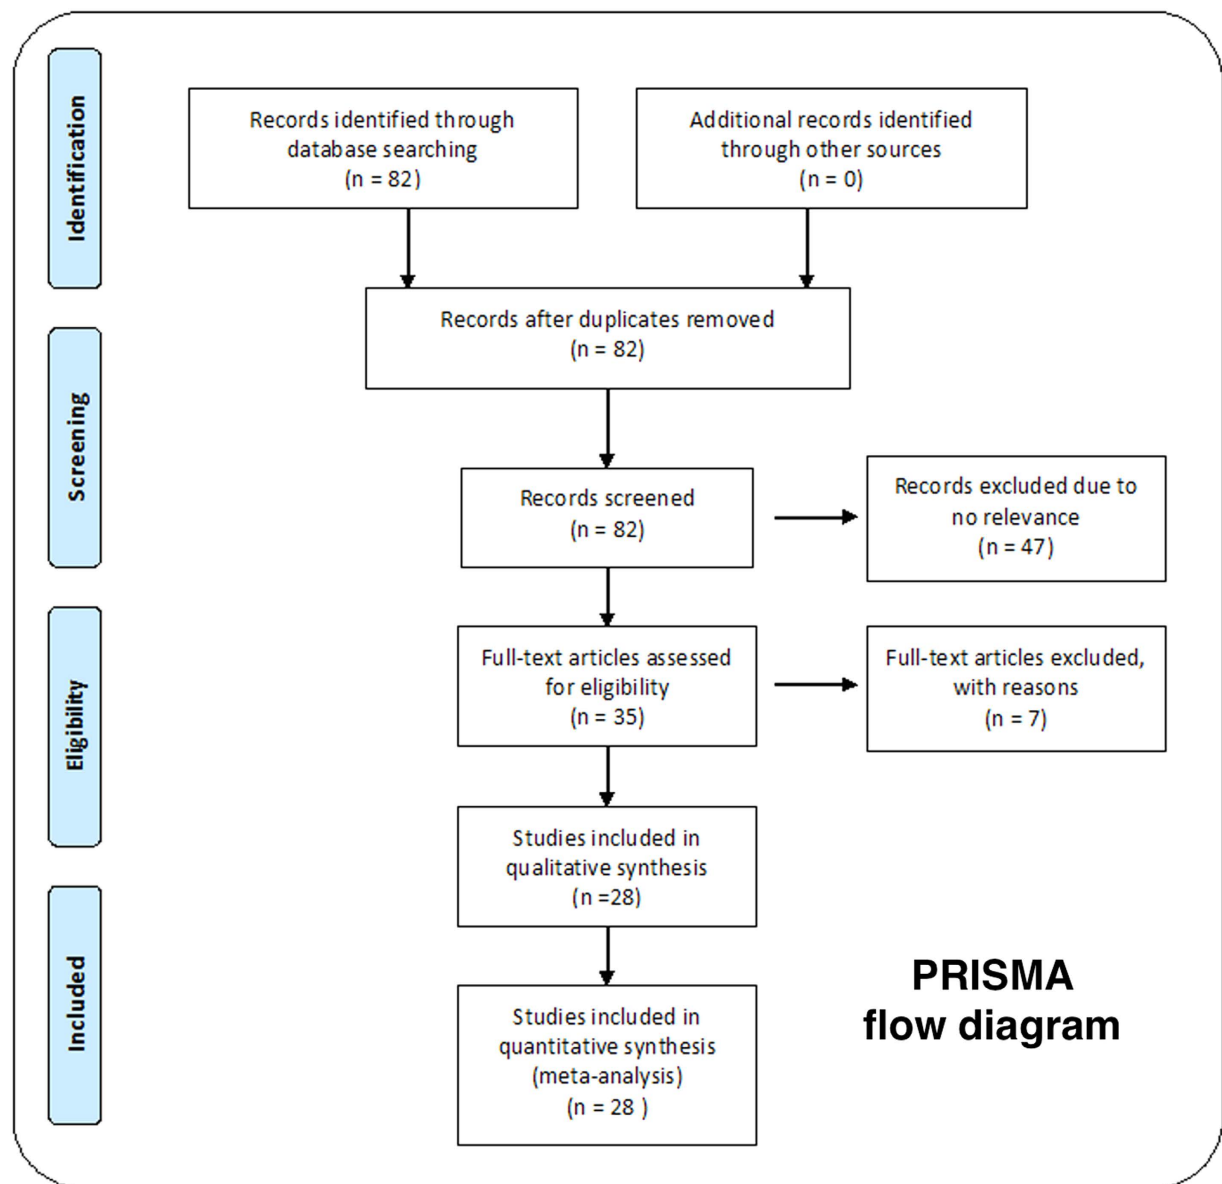 Identification
Records identified through
database searching
(n = 82)
Additional records identified
through other sources
(n = 0)
Records after duplicates removed
(n = 82)
Screening
Records screened
(n = 82)
Records excluded due to
no relevance
(n = 47)
Eligibility
Full-text articles assessed
for eligibility
(n = 35)
Full-text articles excluded,
with reasons
(n = 7)
Studies included in
qualitative synthesis
(n =28)
Included
Studies included in
quantitative synthesis
(meta-analysis)
(n = 28 )
PRISMA
flow diagram